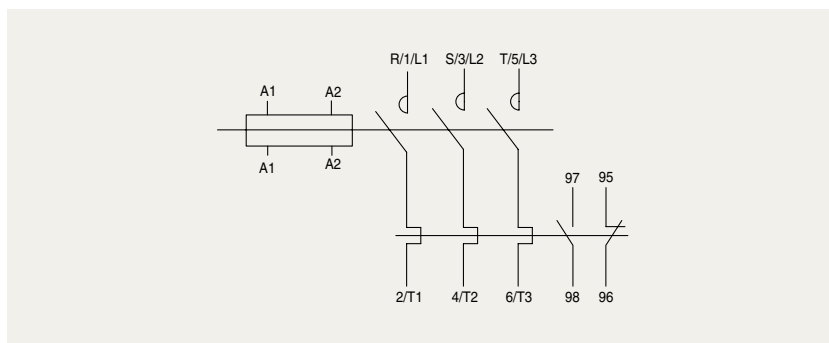 R/1/L1 S/3/L2 T/5/L3
A1 A2
A1 A2
97 95
2/T1 4/T2 6/T3 98 96